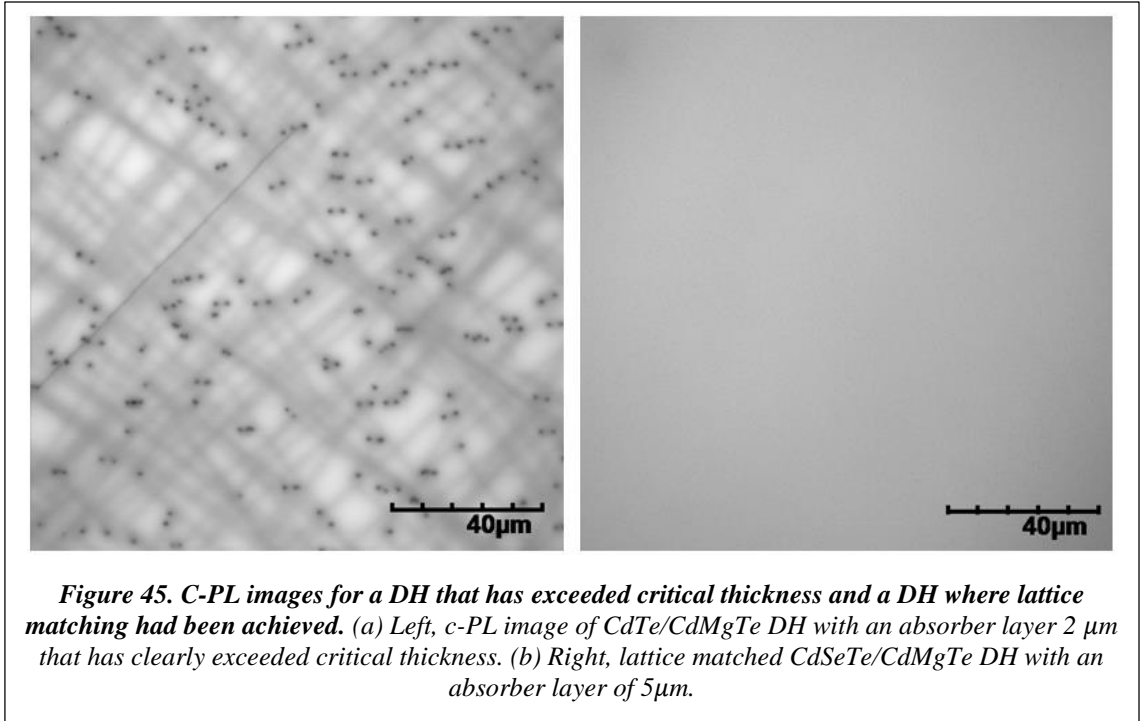 40µm
40µm
Figure 45. C-PL images for a DH that has exceeded critical thickness and a DH where lattice
matching had been achieved. (a) Left, c-PL image of CdTe/CdMgTe DH with an absorber layer 2 µm
that has clearly exceeded critical thickness. (b) Right, lattice matched CdSeTe/CdMgTe DH with an
absorber layer of 5µm.